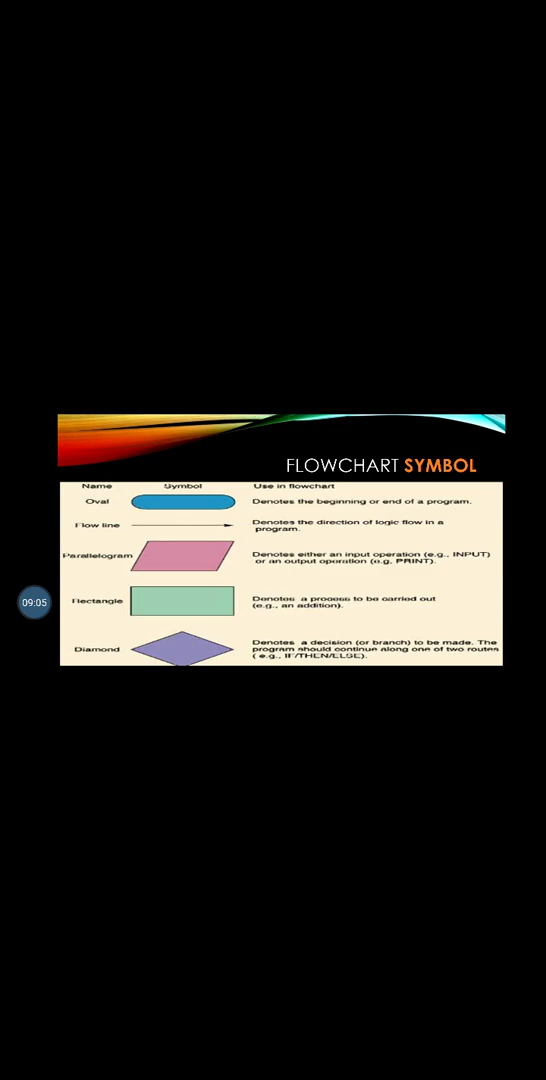 FLOWCHART SYMBOL
Name Symbol Use in flowchart
Oval Denotes the beginning or end of a program.
Flow line Denotes the direction of logic flow in a
program.
Parallelogram Denotes either an input operation (e.g., INPUT)
or an output operation (e.g, PRINT).
09:05
Rectangle Denotes a process to be carried out
(e.g., an addition).
Diamond Denotes a decision (or branch) to be made. The
program should continue along one of two routes
( e.g., IF/THEN/ELSE).